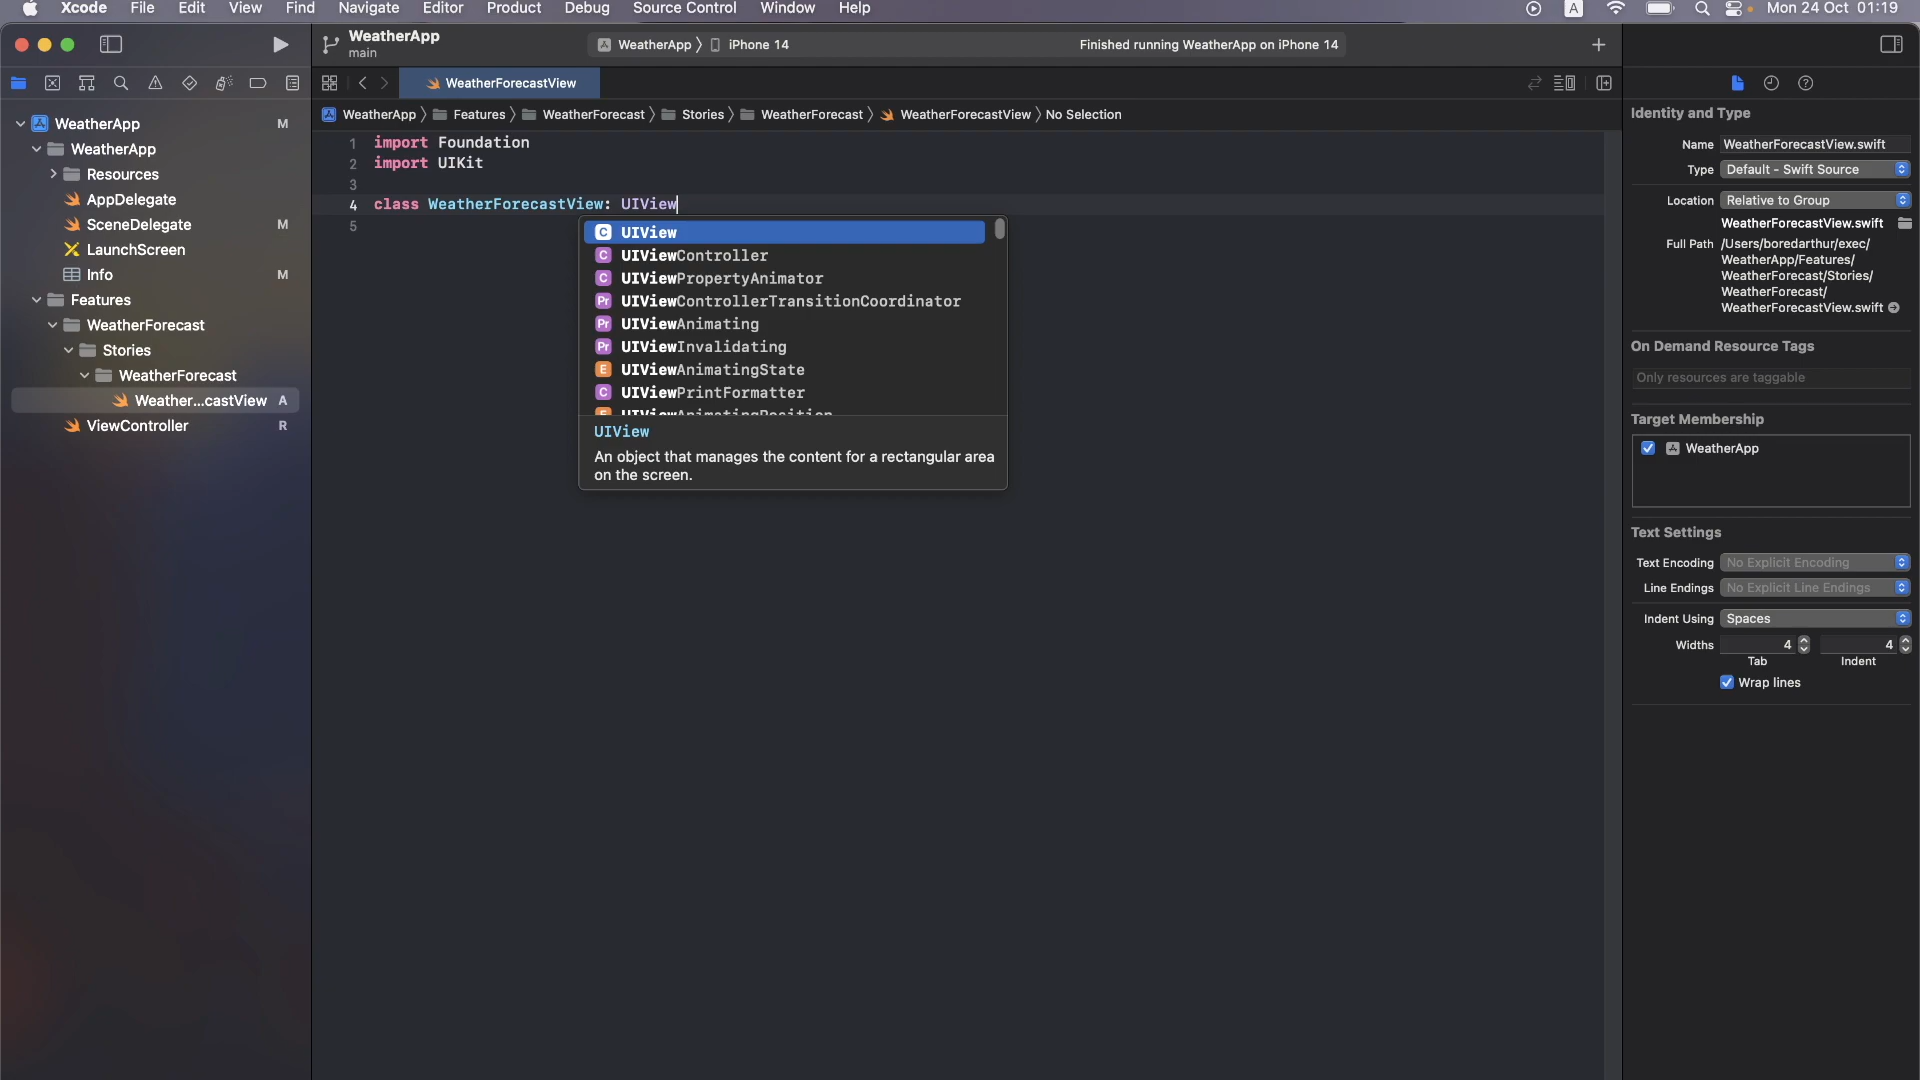 Xcode File Edit View Find Navigate Editor Product Debug Source Control Window Help A Mon 24 Oct 01:19
WeatherApp
main
WeatherApp 〉 iPhone 14
Finished running WeatherApp on iPhone 14
WeatherForecastView
WeatherApp 〉 Features 〉 WeatherForecast 〉 Stories 〉 WeatherForecast 〉 WeatherForecastView 〉 No Selection
WeatherApp M
WeatherApp
Resources
AppDelegate
SceneDelegate M
LaunchScreen
Info M
Features
WeatherForecast
Stories
WeatherForecast
Weather...castView A
ViewController R
1 import Foundation
2 import UIKit
3
4 class WeatherForecastView: UIView
5
C UIView
C UIViewController
C UIViewPropertyAnimator
Pr UIViewControllerTransitionCoordinator
Pr UIViewAnimating
Pr UIViewInvalidating
E UIViewAnimatingState
C UIViewPrintFormatter
E UIViewAnimatingPosition
UIView
An object that manages the content for a rectangular area
on the screen.
Identity and Type
Name WeatherForecastView.swift
Type Default - Swift Source
Location Relative to Group
WeatherForecastView.swift
Full Path /Users/boredarthur/exec/
WeatherApp/Features/
WeatherForecast/Stories/
WeatherForecast/
WeatherForecastView.swift
On Demand Resource Tags
Only resources are taggable
Target Membership
WeatherApp
Text Settings
Text Encoding No Explicit Encoding
Line Endings No Explicit Line Endings
Indent Using Spaces
Widths 4 4
Tab Indent
Wrap lines